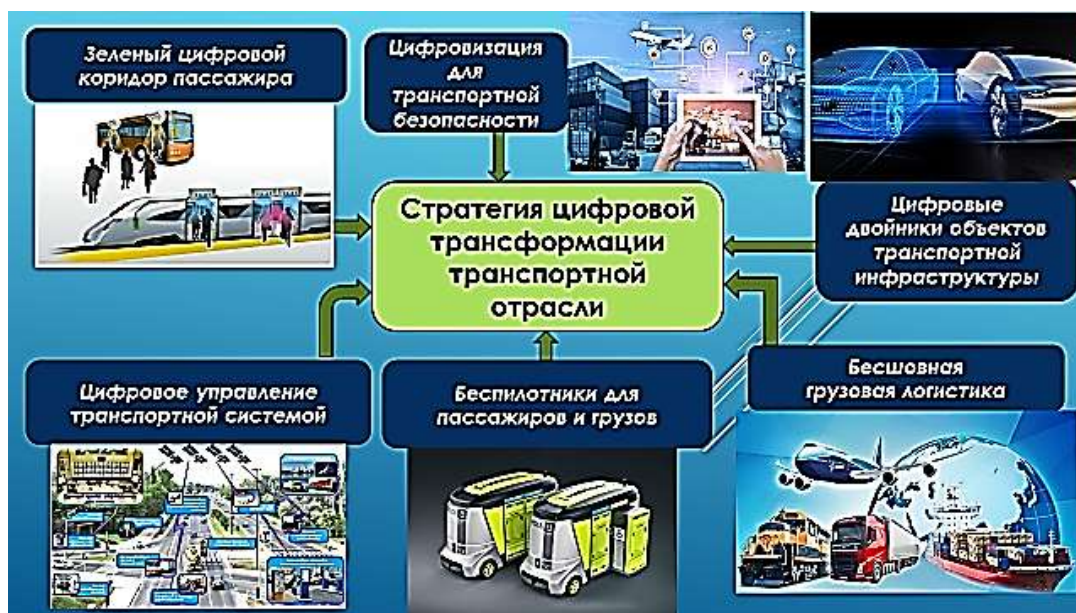 Зеленый цифровой
коридор пассажира
Цифровизация
для
транспортной
безопасности
Стратегия цифровой
трансформации
транспортной
отрасли
Цифровые
двойники объектов
транспортной
инфраструктуры
Цифровое управление
транспортной системой
Беспилотники для
пассажиров и грузов
Бесшовная
грузовая логистика